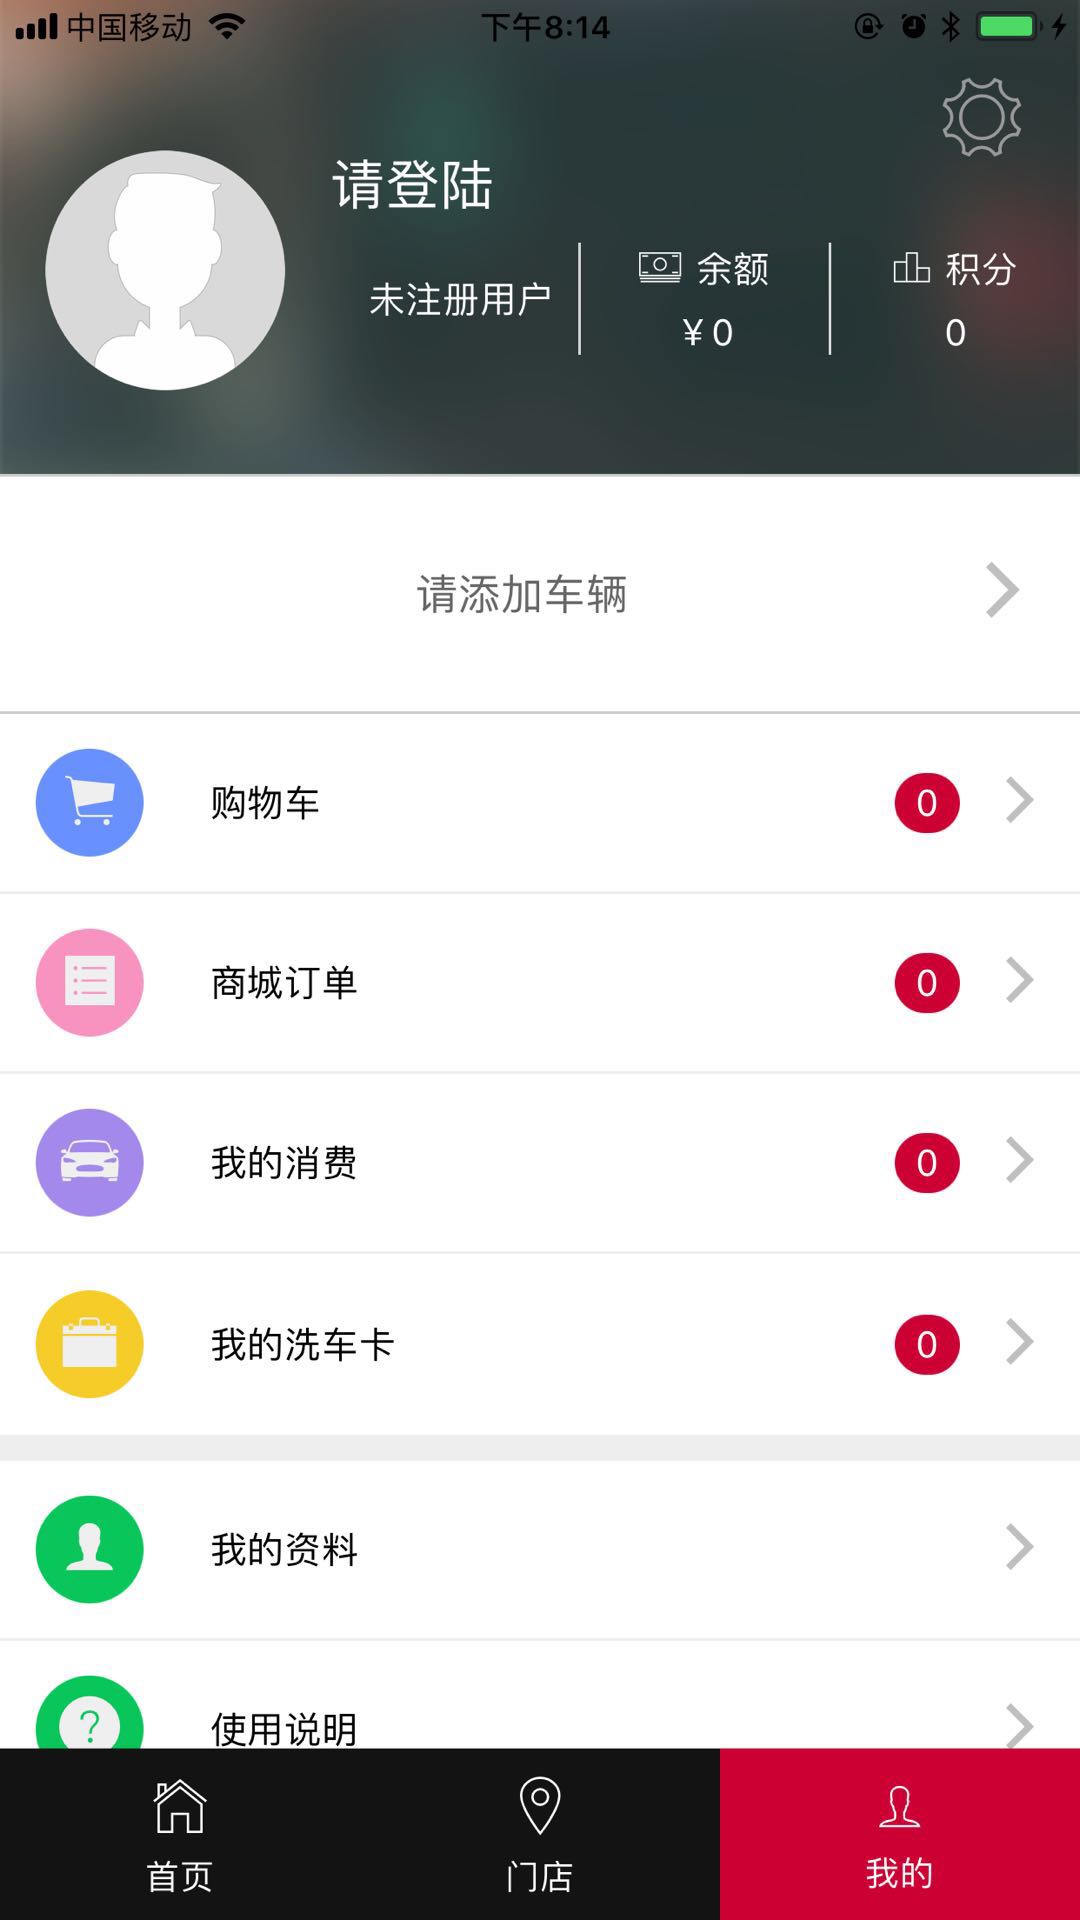 中国移动 下午8:14
请登陆
未注册用户
余额
¥0
积分
0
请添加车辆
购物车 0
商城订单 0
我的消费 0
我的洗车卡 0
我的资料
?
使用说明
首页 门店 我的